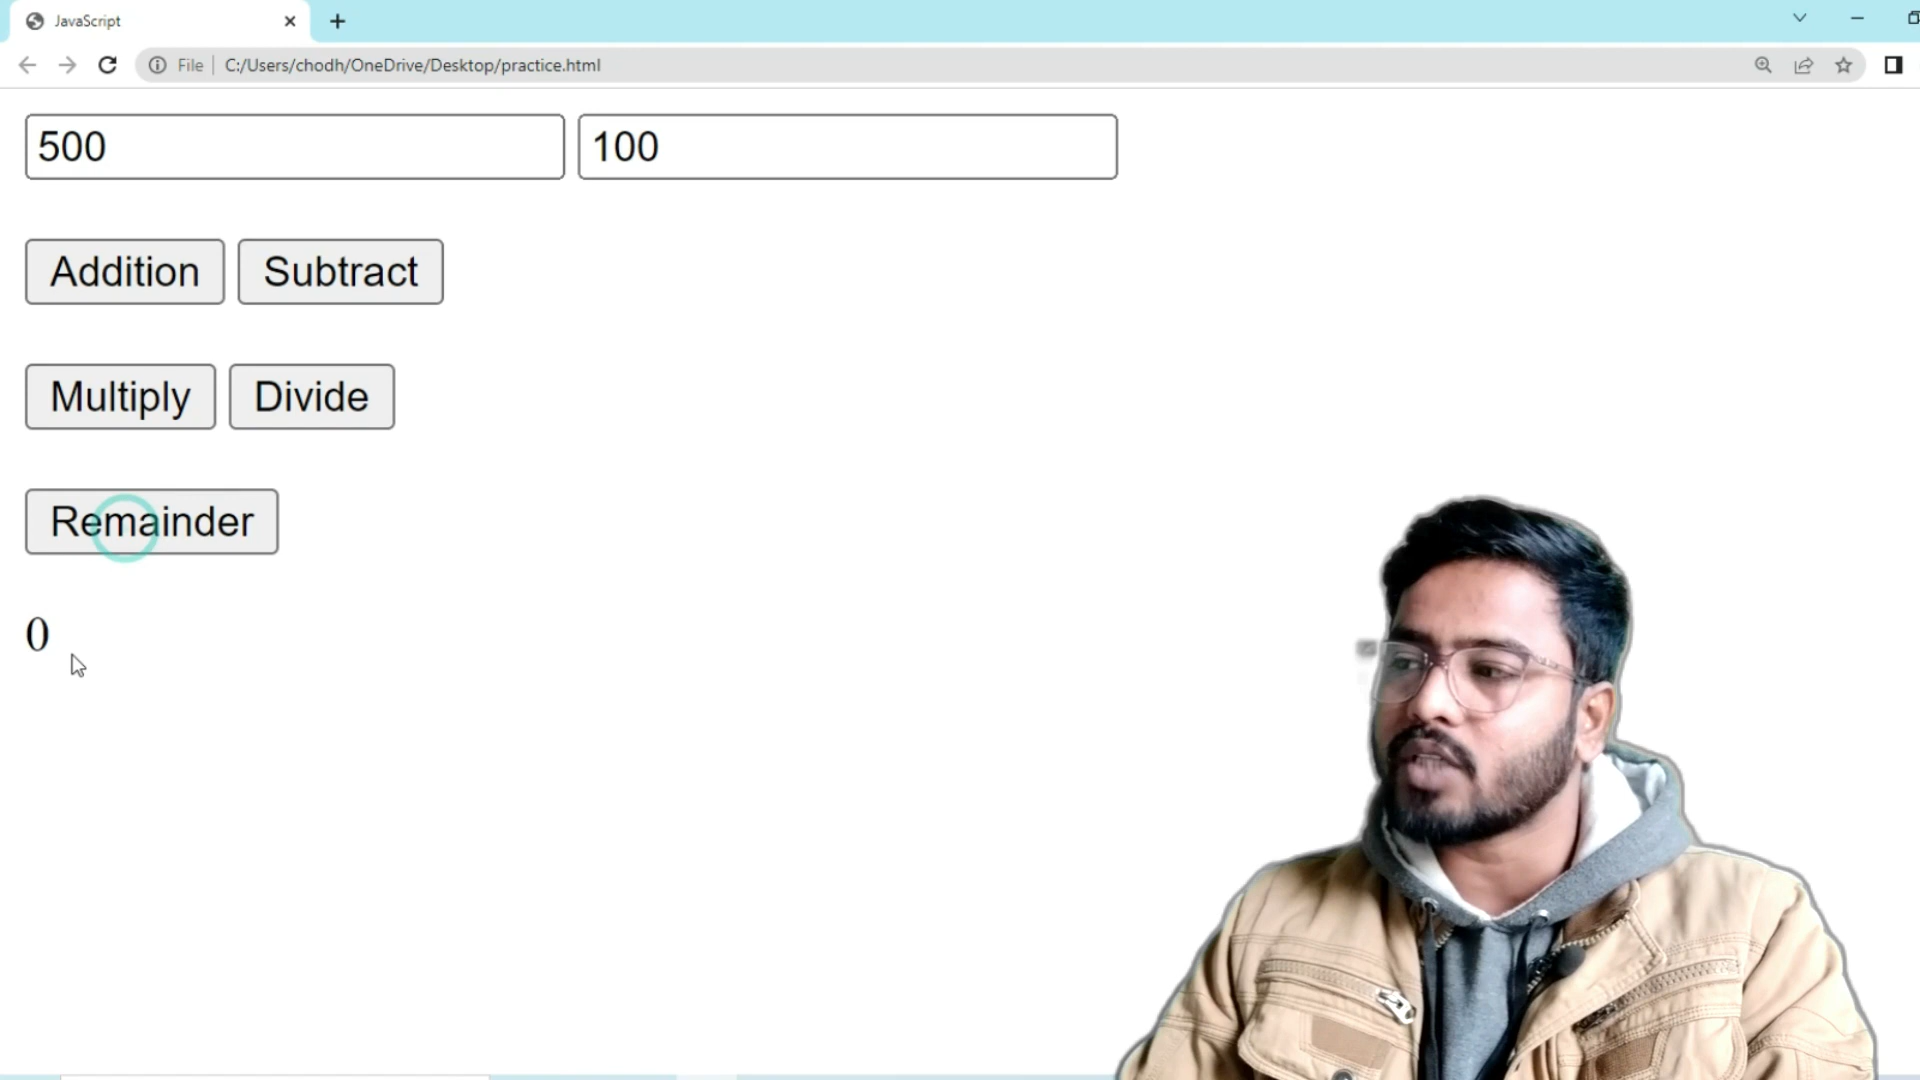 JavaScript
File C:/Users/chodh/OneDrive/Desktop/practice.html
500 100
Addition Subtract
Multiply Divide
Remainder
0